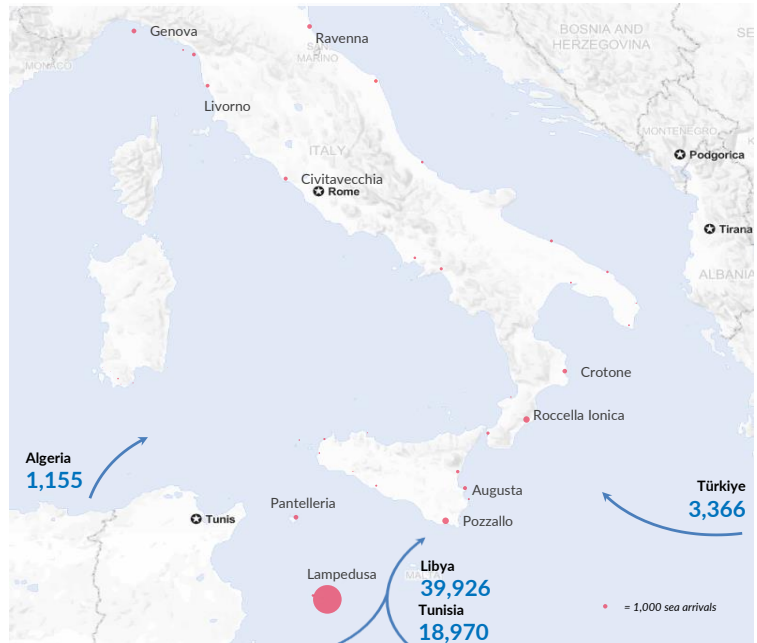 Genova
Ravenna
BOSNIA AND
HERZEGOVINA
SE
SAN
MARINO
MONACO
Livorno
MONTENEGRO
K
Podgorica
ITALY
Civitavecchia
Rome
Tirana
ALBANIA
Crotone
Roccella Ionica
Algeria
1,155
Türkiye
3,366
Augusta
Pantelleria
Tunis
Pozzallo
Lampedusa
MALTA
Libya
39,926
Tunisia
18,970
= 1,000 sea arrivals